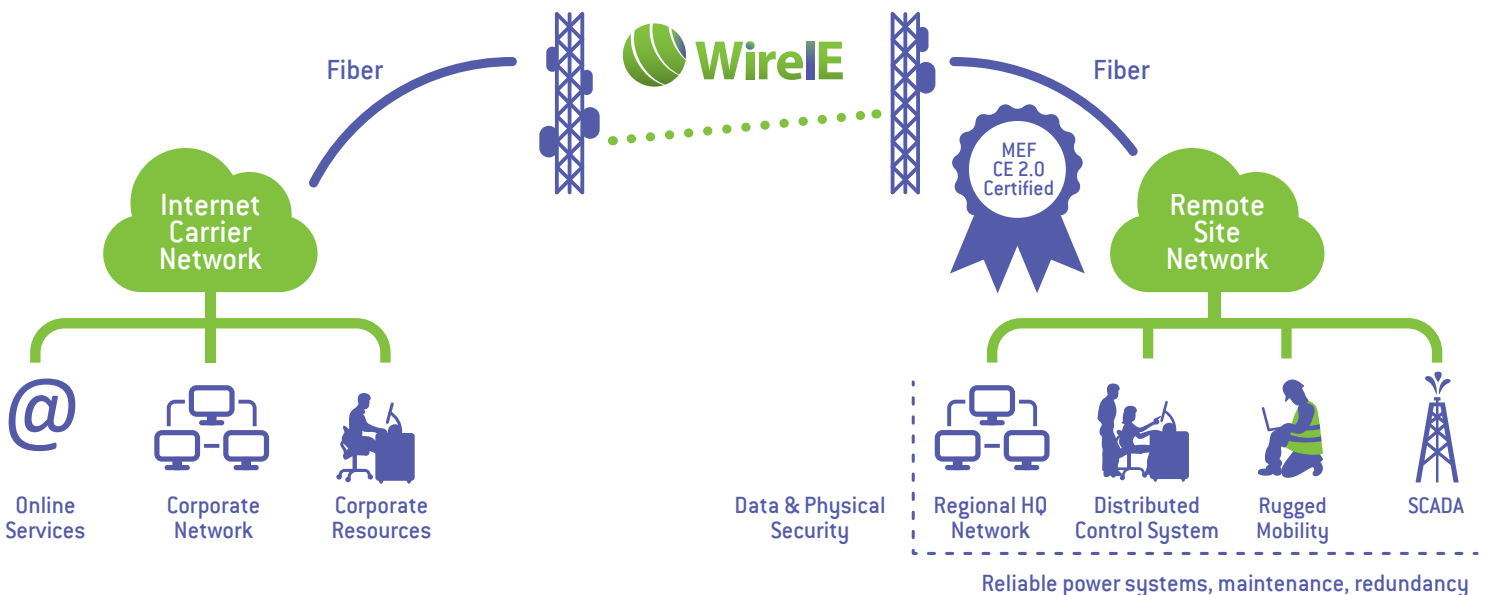 WireIE
Fiber
Fiber
MEF
CE 2.0
Certified
Internet
Carrier
Network
Remote
Site
Network
@
Online
Services
Corporate
Network
Corporate
Resources
Data & Physical
Security
Regional HQ
Network
Distributed
Control System
Rugged
Mobility
SCADA
Reliable power systems, maintenance, redundancy